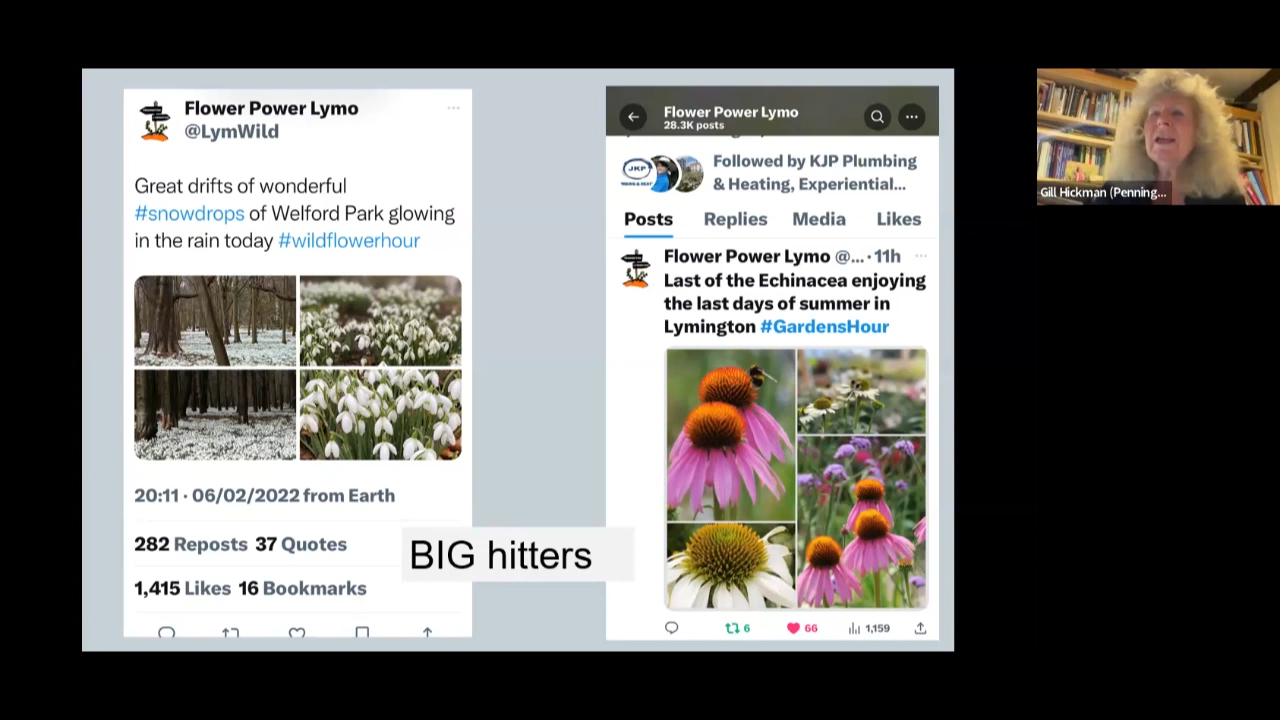 Flower Power Lymo
@LymWild
Great drifts of wonderful
#snowdrops of Welford Park glowing
in the rain today #wildflowerhour
20:11 · 06/02/2022 from Earth
282 Reposts 37 Quotes
1,415 Likes 16 Bookmarks
BIG hitters
Flower Power Lymo
28.3K posts
JKP
Followed by KJP Plumbing
& Heating, Experiential...
Posts Replies Media Likes
Flower Power Lymo @... · 11h
Last of the Echinacea enjoying
the last days of summer in
Lymington #GardensHour
6 66 1,159
Gill Hickman (Penning...